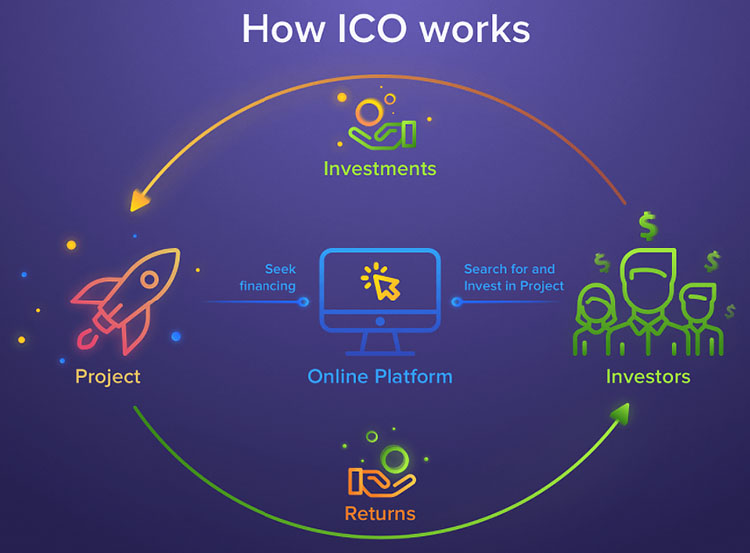 How ICO works
Investments
Seek
financing
Search for and
Invest in Project
Project
Online Platform
Investors
Returns